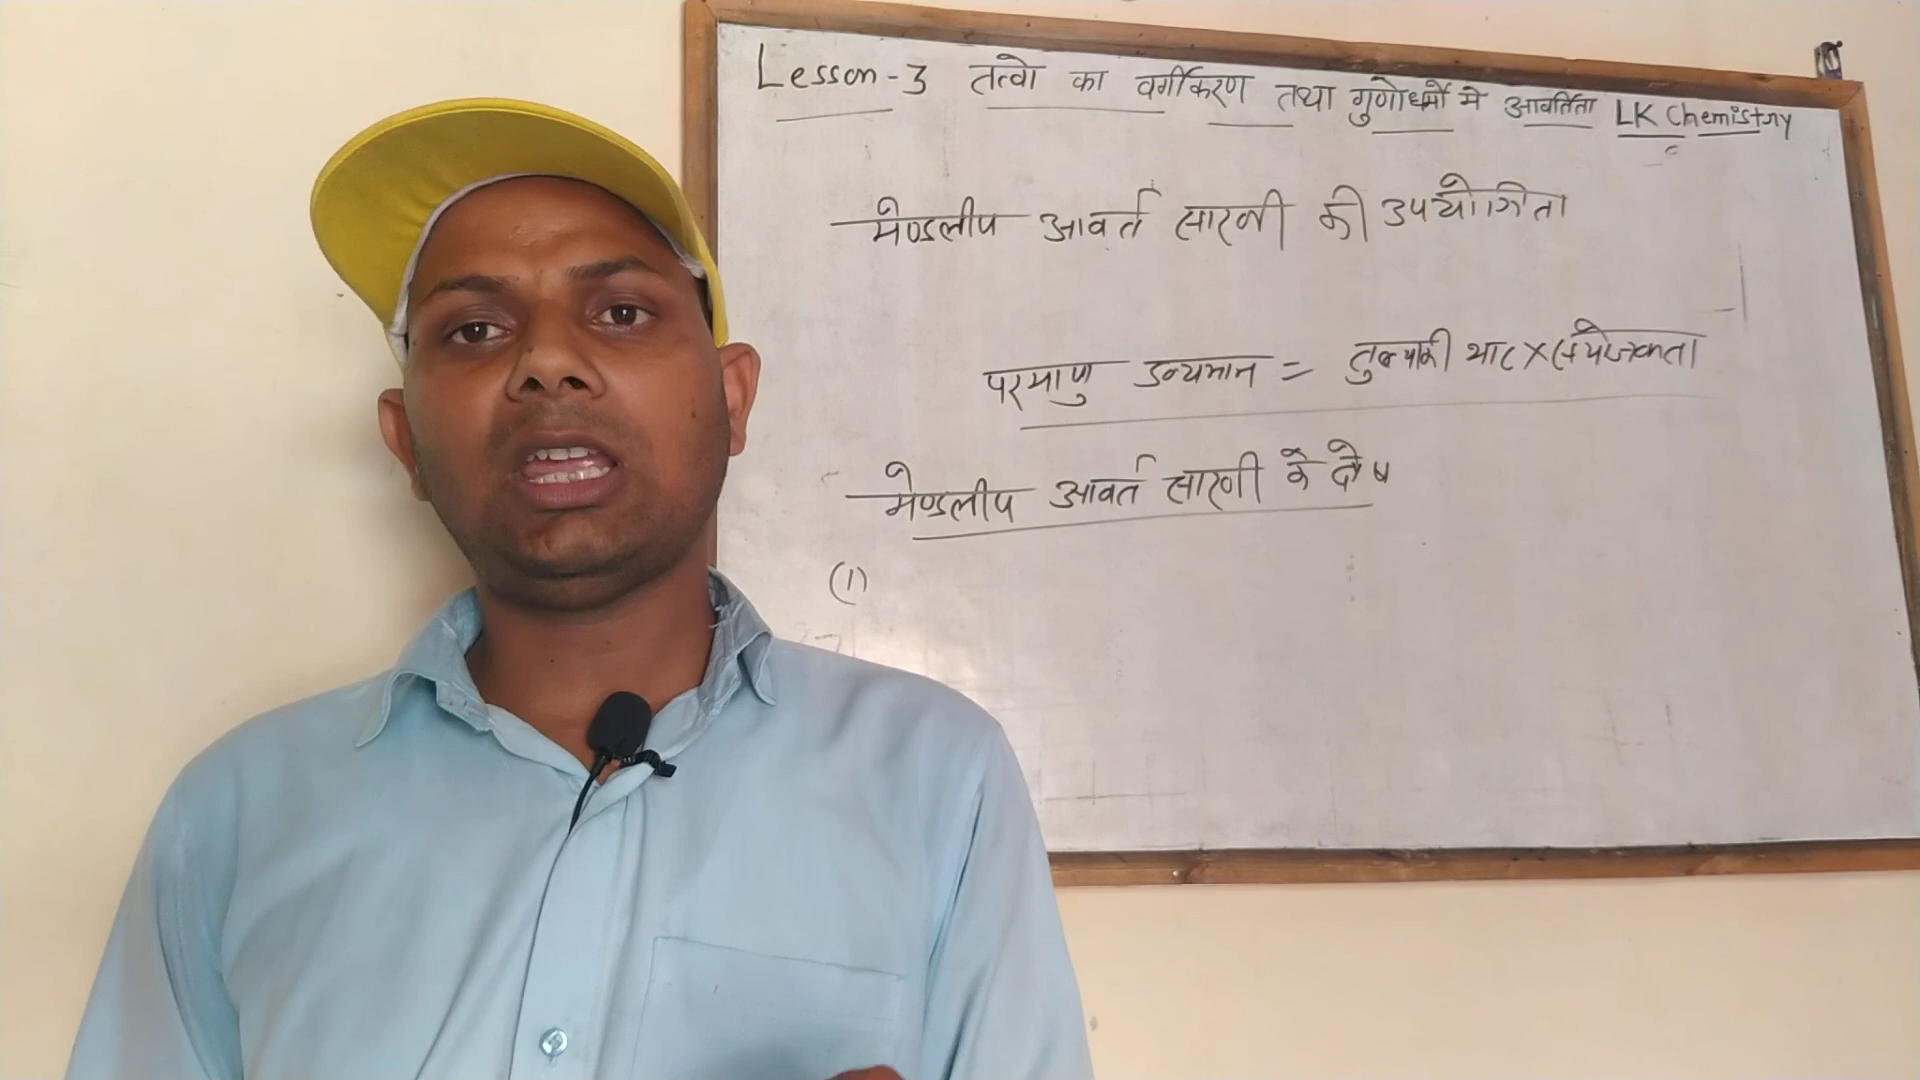 Lesson-3 तत्वो का वर्गीकरण तथा गुणोधर्मो मे आवर्तिता LK Chemistry
मेण्डलीप आवर्त सारणी की उपयोगिता
परमाणु द्रव्यमान = तुल्यांकी भार × संयोजकता
मेण्डलीप आवर्त सारणी के दोष
(1)